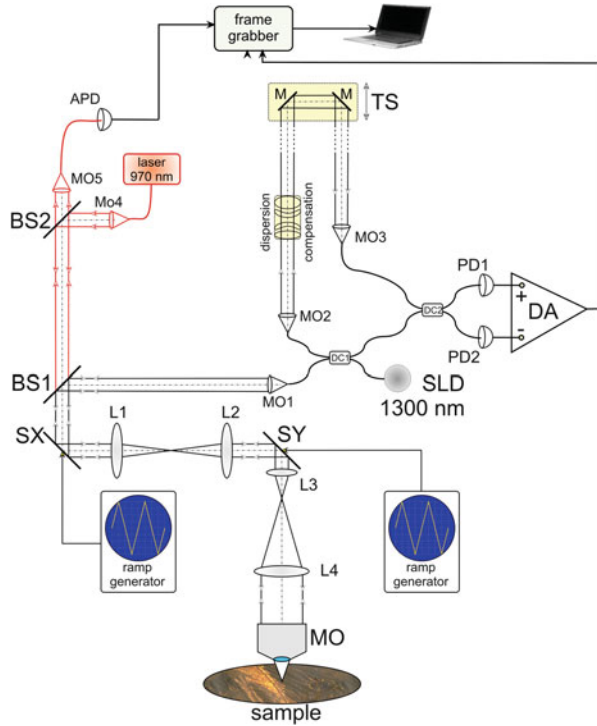 frame
grabber
APD
M M
TS
laser
970 nm
MO5
Mo4
BS2
dispersion
compensation
MO3
PD1
+
DC2
DA
MO2
-
PD2
DC1
BS1
MO1
SLD
1300 nm
SX
L1
L2
SY
L3
ramp
generator
L4
ramp
generator
MO
sample